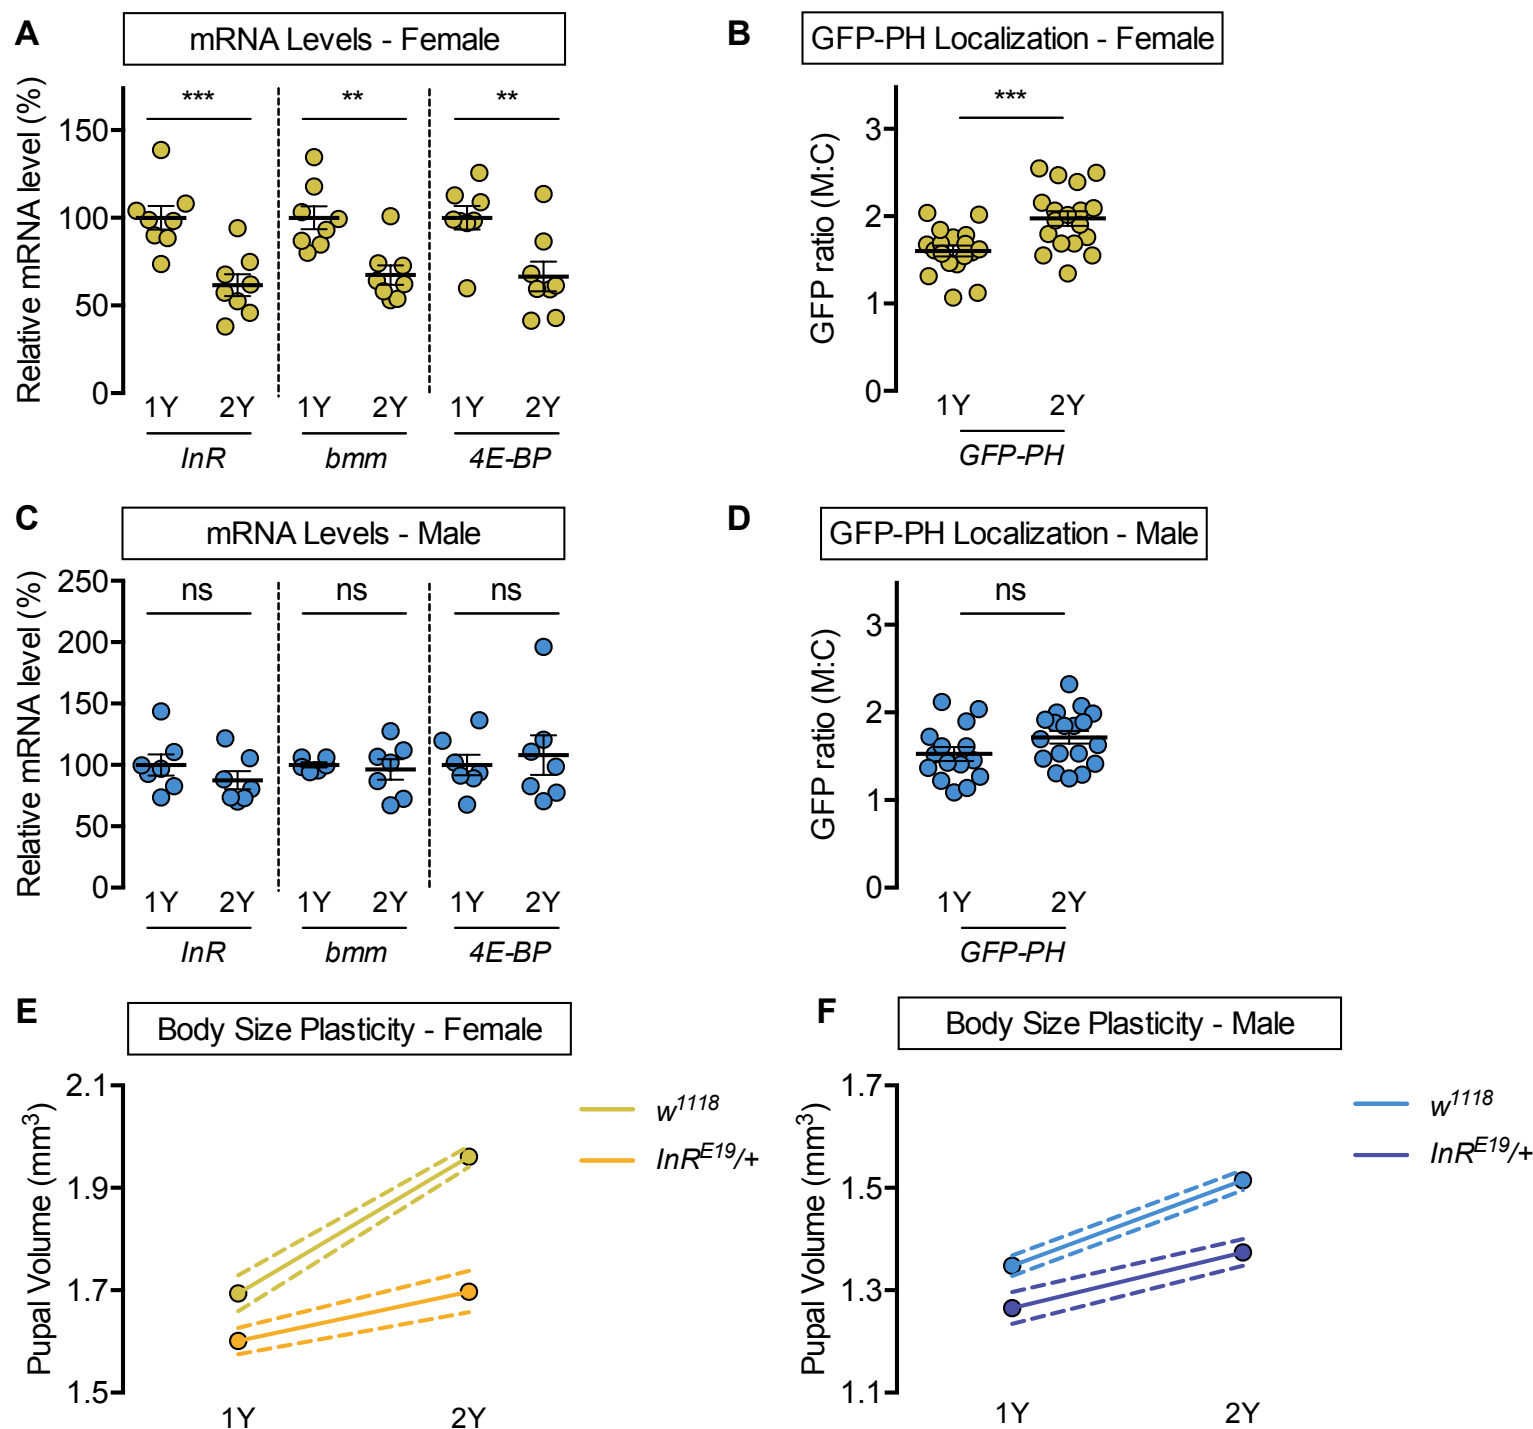 A
mRNA Levels - Female
Relative mRNA level (%)
150
100
50
0
***
**
**
1Y 2Y 1Y 2Y 1Y 2Y
InR bmm 4E-BP
B
GFP-PH Localization - Female
GFP ratio (M:C)
3
2
1
0
***
1Y 2Y
GFP-PH
C
mRNA Levels - Male
Relative mRNA level (%)
250
200
150
100
50
0
ns ns ns
1Y 2Y 1Y 2Y 1Y 2Y
InR bmm 4E-BP
D
GFP-PH Localization - Male
GFP ratio (M:C)
3
2
1
0
ns
1Y 2Y
GFP-PH
E
Body Size Plasticity - Female
Pupal Volume (mm³)
2.1
1.9
1.7
1.5
1Y 2Y
w¹¹¹⁸
InRᴱ¹⁹/+
F
Body Size Plasticity - Male
Pupal Volume (mm³)
1.7
1.5
1.3
1.1
1Y 2Y
w¹¹¹⁸
InRᴱ¹⁹/+